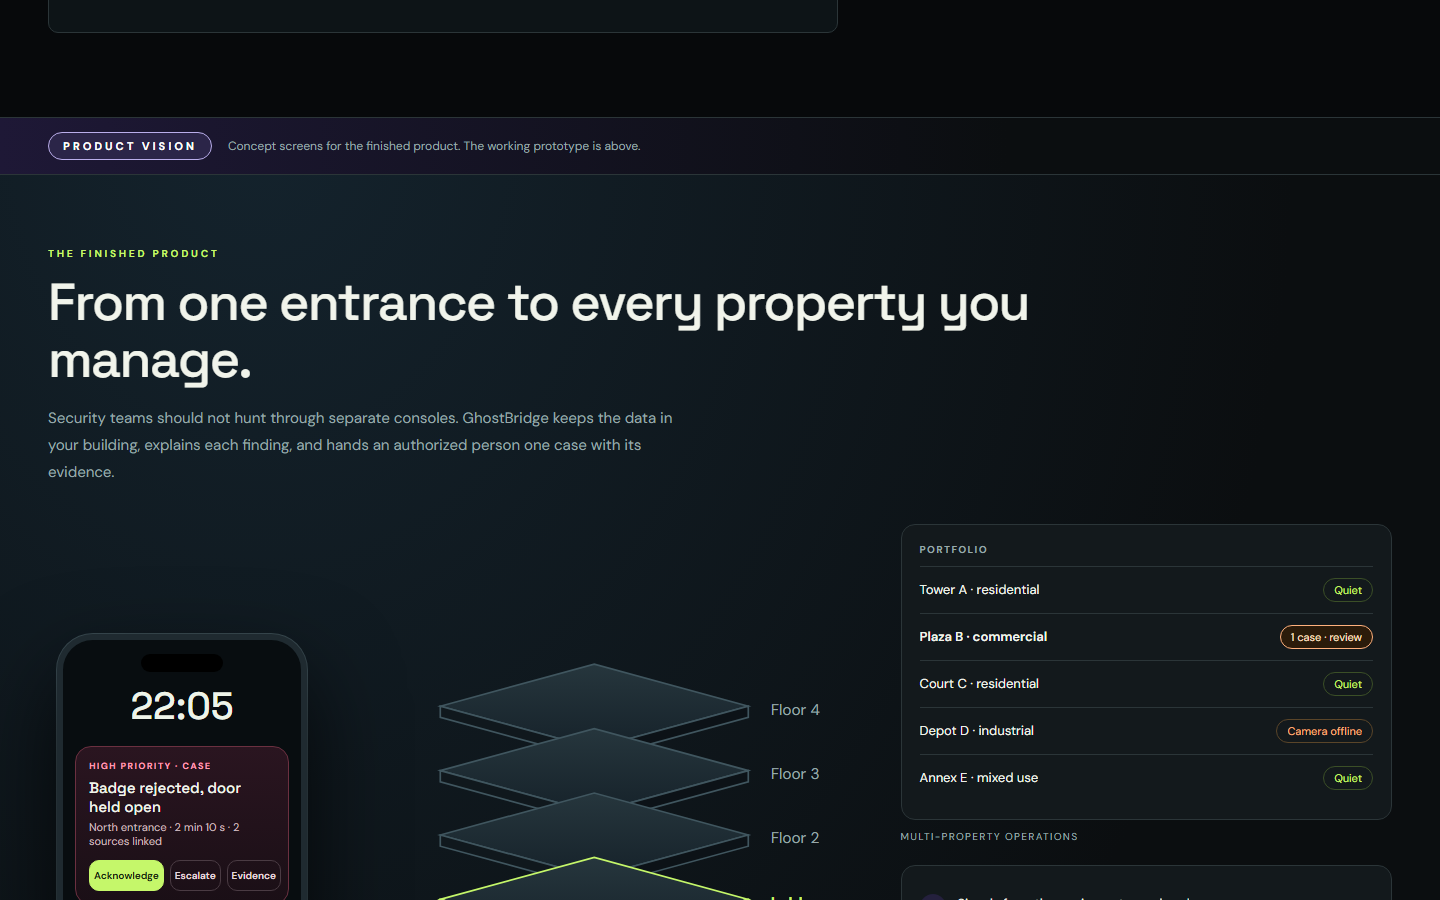 PRODUCT VISION
Concept screens for the finished product. The working prototype is above.
THE FINISHED PRODUCT
From one entrance to every property you
manage.
Security teams should not hunt through separate consoles. GhostBridge keeps the data in
your building, explains each finding, and hands an authorized person one case with its
evidence.
22:05
HIGH PRIORITY · CASE
Badge rejected, door
held open
North entrance · 2 min 10 s · 2
sources linked
Acknowledge
Escalate
Evidence
Floor 4
Floor 3
Floor 2
PORTFOLIO
Tower A · residential
Quiet
Plaza B · commercial
1 case · review
Court C · residential
Quiet
Depot D · industrial
Camera offline
Annex E · mixed use
Quiet
MULTI-PROPERTY OPERATIONS